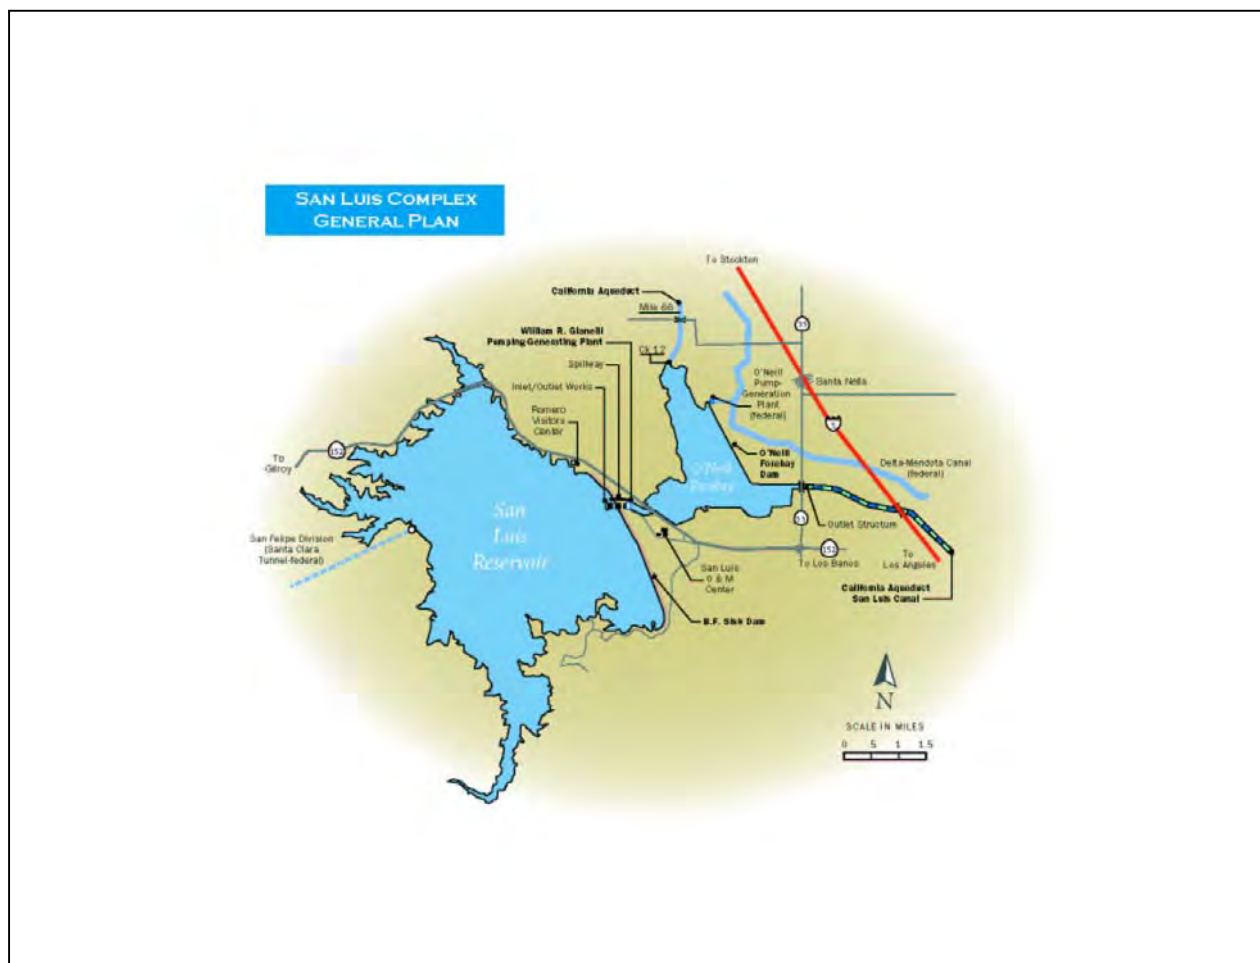 SAN LUIS COMPLEX
GENERAL PLAN
To Stockton
California Aqueduct
Mile 66
33
William R. Gianelli
Pumping-Generating Plant
Ck 12
Spillway
O'Neill
Pump-
Generation
Plant
(federal)
Santa Nella
Inlet/Outlet Works
Romero
Visitors
Center
5
152
To
Gilroy
O'Neill
Forebay
Dam
O'Neill
Forebay
Delta-Mendota Canal
(federal)
San
Luis
Reservoir
33
Outlet Structure
San Felipe Division
(Santa Clara
Tunnel-federal)
152
To Los Banos
To
Los Angeles
San Luis
O & M
Center
California Aqueduct
San Luis Canal
B.F. Sisk Dam
N
SCALE IN MILES
0 5 1 1.5